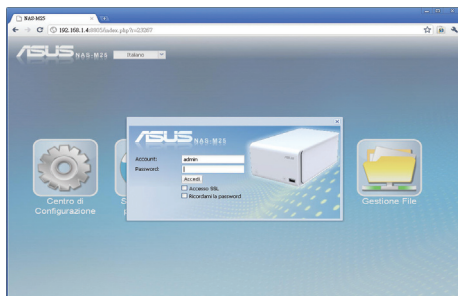 NAS-M25
192.168.1.4
ASUS NAS-M25 Italiano
ASUS NAS-M25
Account: admin
Password:
Accedi
Accesso SSL
Ricordami la password
Centro di
Configurazione
Gestione File